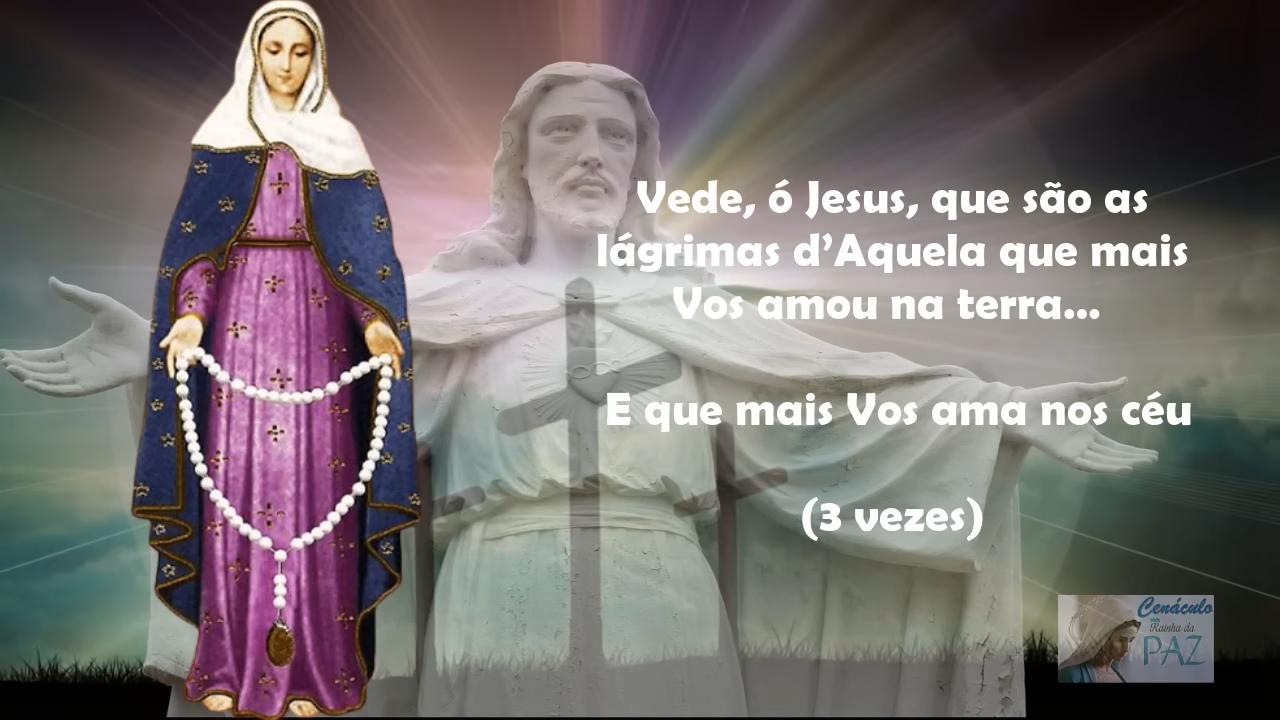 Vede, ó Jesus, que são as
lágrimas d’Aquela que mais
Vos amou na terra...
E que mais Vos ama nos céu
(3 vezes)
Cenáculo
Rainha da
PAZ